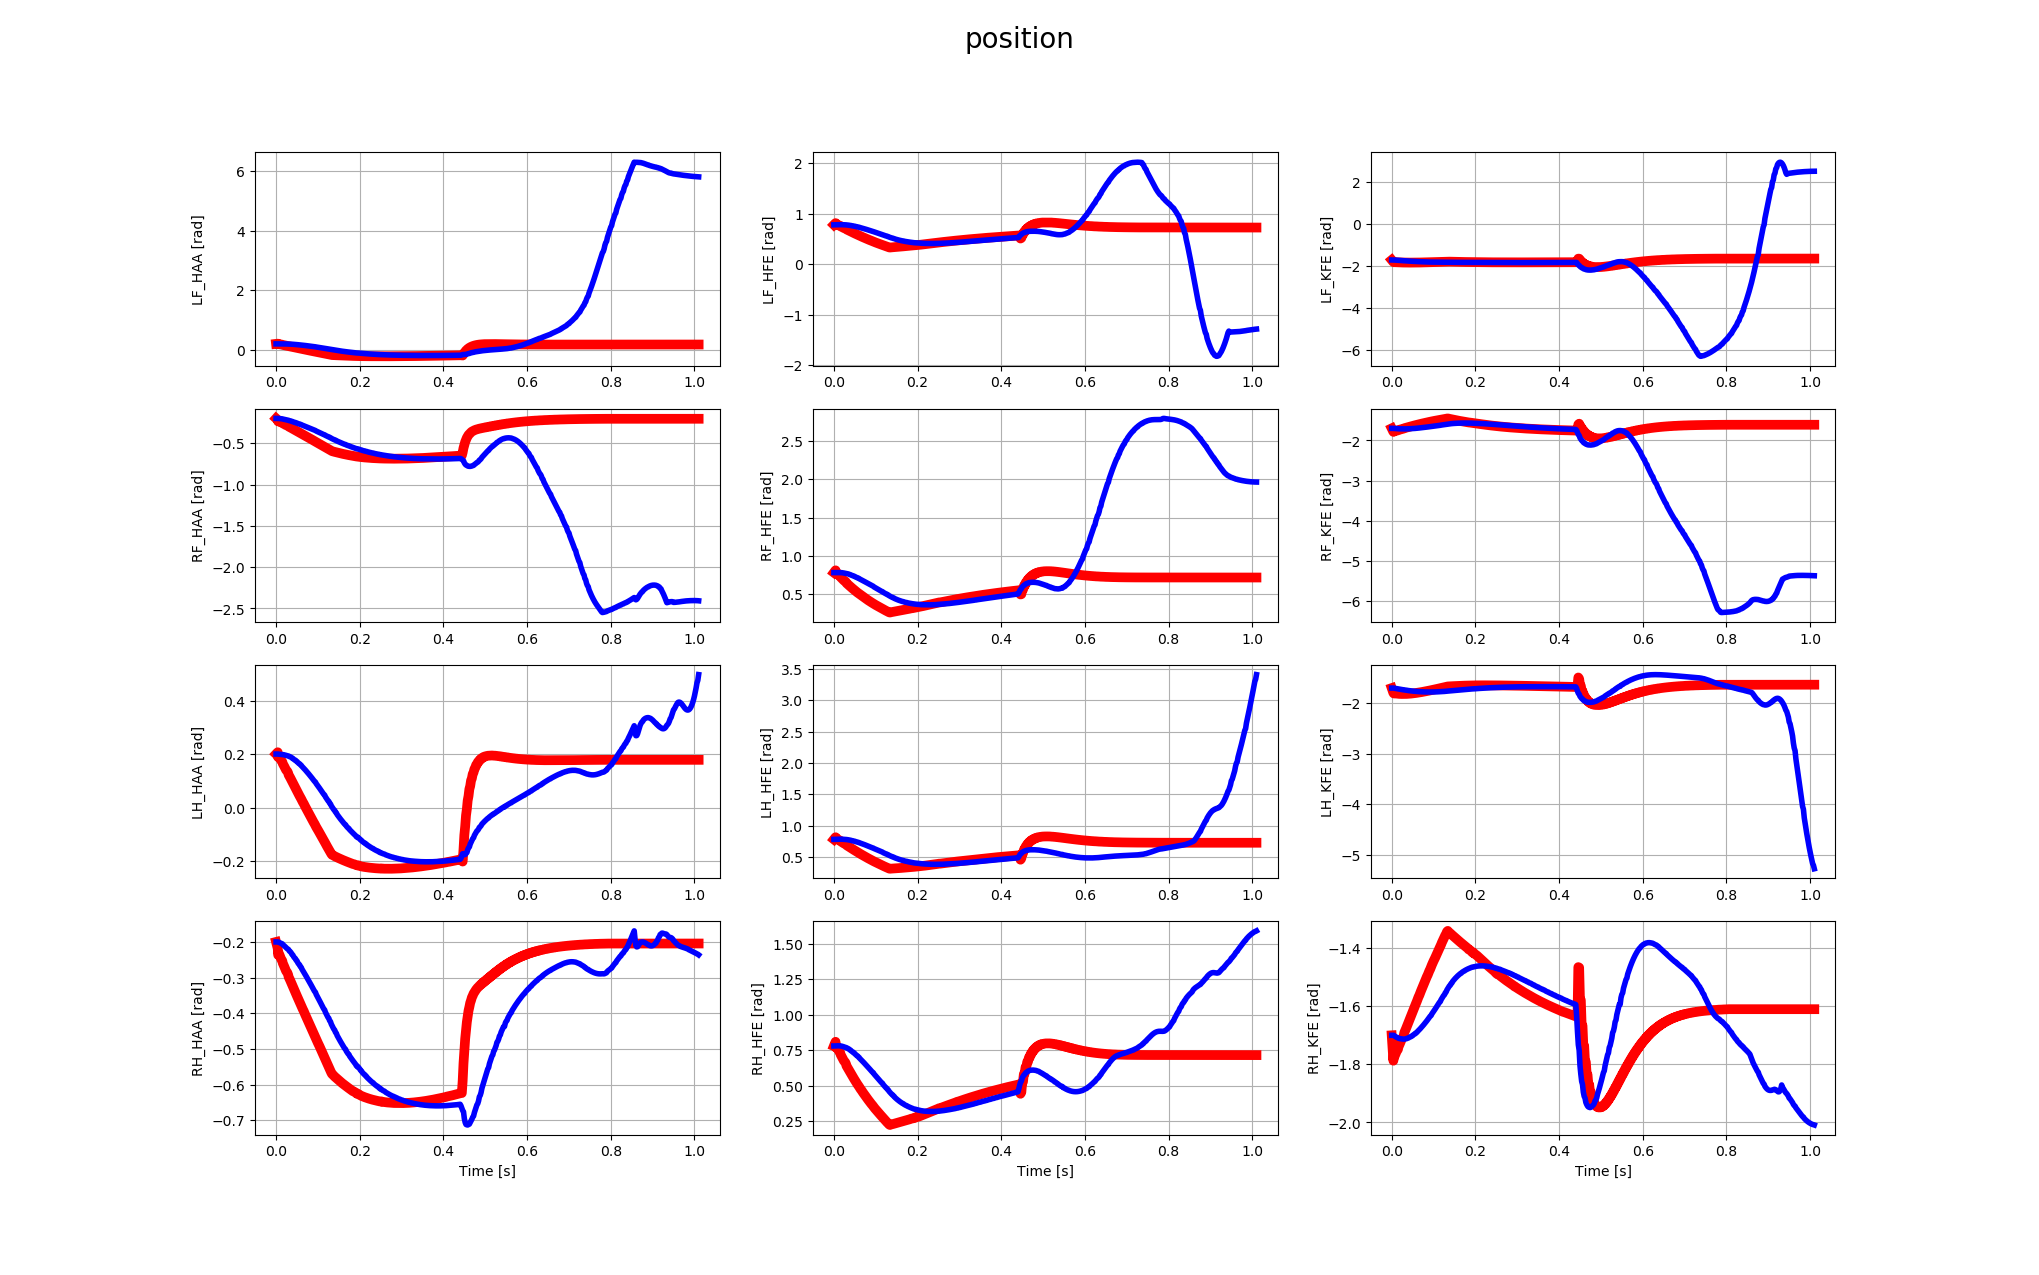 position
LF_HAA [rad]
6
4
2
0
0.0 0.2 0.4 0.6 0.8 1.0
LF_HFE [rad]
2
1
0
−1
−2
0.0 0.2 0.4 0.6 0.8 1.0
LF_KFE [rad]
2
0
−2
−4
−6
0.0 0.2 0.4 0.6 0.8 1.0
RF_HAA [rad]
−0.5
−1.0
−1.5
−2.0
−2.5
0.0 0.2 0.4 0.6 0.8 1.0
RF_HFE [rad]
2.5
2.0
1.5
1.0
0.5
0.0 0.2 0.4 0.6 0.8 1.0
RF_KFE [rad]
−2
−3
−4
−5
−6
0.0 0.2 0.4 0.6 0.8 1.0
LH_HAA [rad]
0.4
0.2
0.0
−0.2
0.0 0.2 0.4 0.6 0.8 1.0
LH_HFE [rad]
3.5
3.0
2.5
2.0
1.5
1.0
0.5
0.0 0.2 0.4 0.6 0.8 1.0
LH_KFE [rad]
−2
−3
−4
−5
0.0 0.2 0.4 0.6 0.8 1.0
RH_HAA [rad]
−0.2
−0.3
−0.4
−0.5
−0.6
−0.7
0.0 0.2 0.4 0.6 0.8 1.0
Time [s]
RH_HFE [rad]
1.50
1.25
1.00
0.75
0.50
0.25
0.0 0.2 0.4 0.6 0.8 1.0
Time [s]
RH_KFE [rad]
−1.4
−1.6
−1.8
−2.0
0.0 0.2 0.4 0.6 0.8 1.0
Time [s]